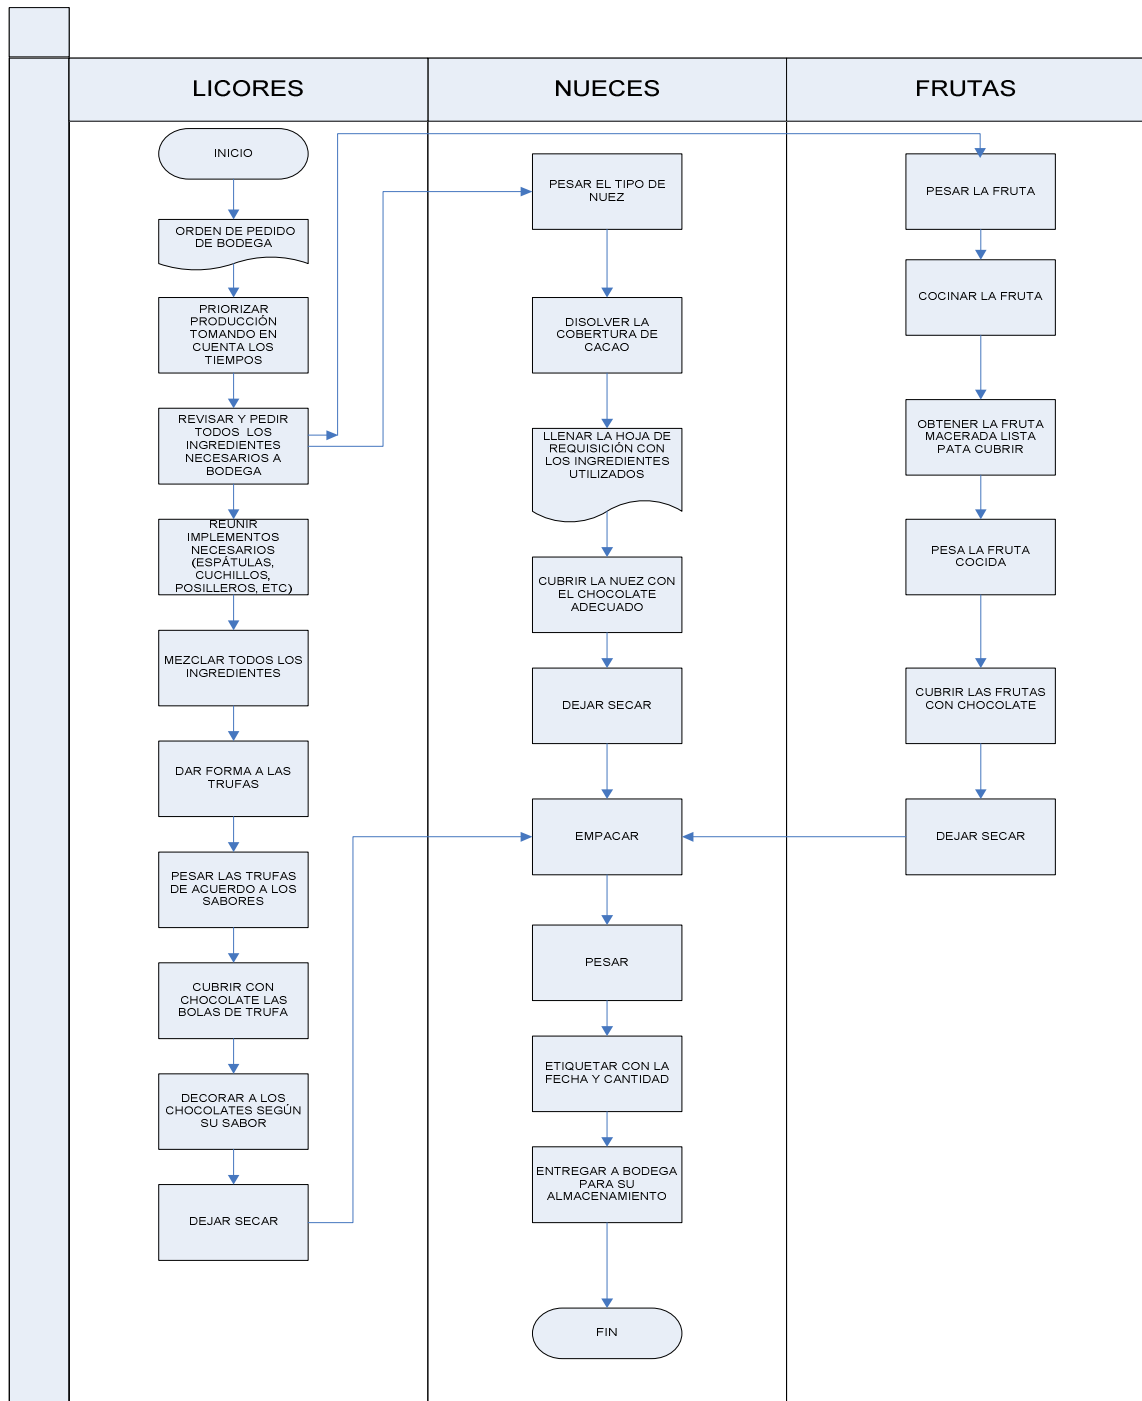 LICORES
NUECES
FRUTAS
INICIO
ORDEN DE PEDIDO
DE BODEGA
PRIORIZAR
PRODUCCIÓN
TOMANDO EN
CUENTA LOS
TIEMPOS
REVISAR Y PEDIR
TODOS LOS
INGREDIENTES
NECESARIOS A
BODEGA
REUNIR
IMPLEMENTOS
NECESARIOS
(ESPÁTULAS,
CUCHILLOS,
POSILLEROS, ETC)
MEZCLAR TODOS LOS
INGREDIENTES
DAR FORMA A LAS
TRUFAS
PESAR LAS TRUFAS
DE ACUERDO A LOS
SABORES
CUBRIR CON
CHOCOLATE LAS
BOLAS DE TRUFA
DECORAR A LOS
CHOCOLATES SEGÚN
SU SABOR
DEJAR SECAR
PESAR EL TIPO DE
NUEZ
DISOLVER LA
COBERTURA DE
CACAO
LLENAR LA HOJA DE
REQUISICIÓN CON
LOS INGREDIENTES
UTILIZADOS
CUBRIR LA NUEZ CON
EL CHOCOLATE
ADECUADO
DEJAR SECAR
EMPACAR
PESAR
ETIQUETAR CON LA
FECHA Y CANTIDAD
ENTREGAR A BODEGA
PARA SU
ALMACENAMIENTO
FIN
PESAR LA FRUTA
COCINAR LA FRUTA
OBTENER LA FRUTA
MACERADA LISTA
PATA CUBRIR
PESA LA FRUTA
COCIDA
CUBRIR LAS FRUTAS
CON CHOCOLATE
DEJAR SECAR